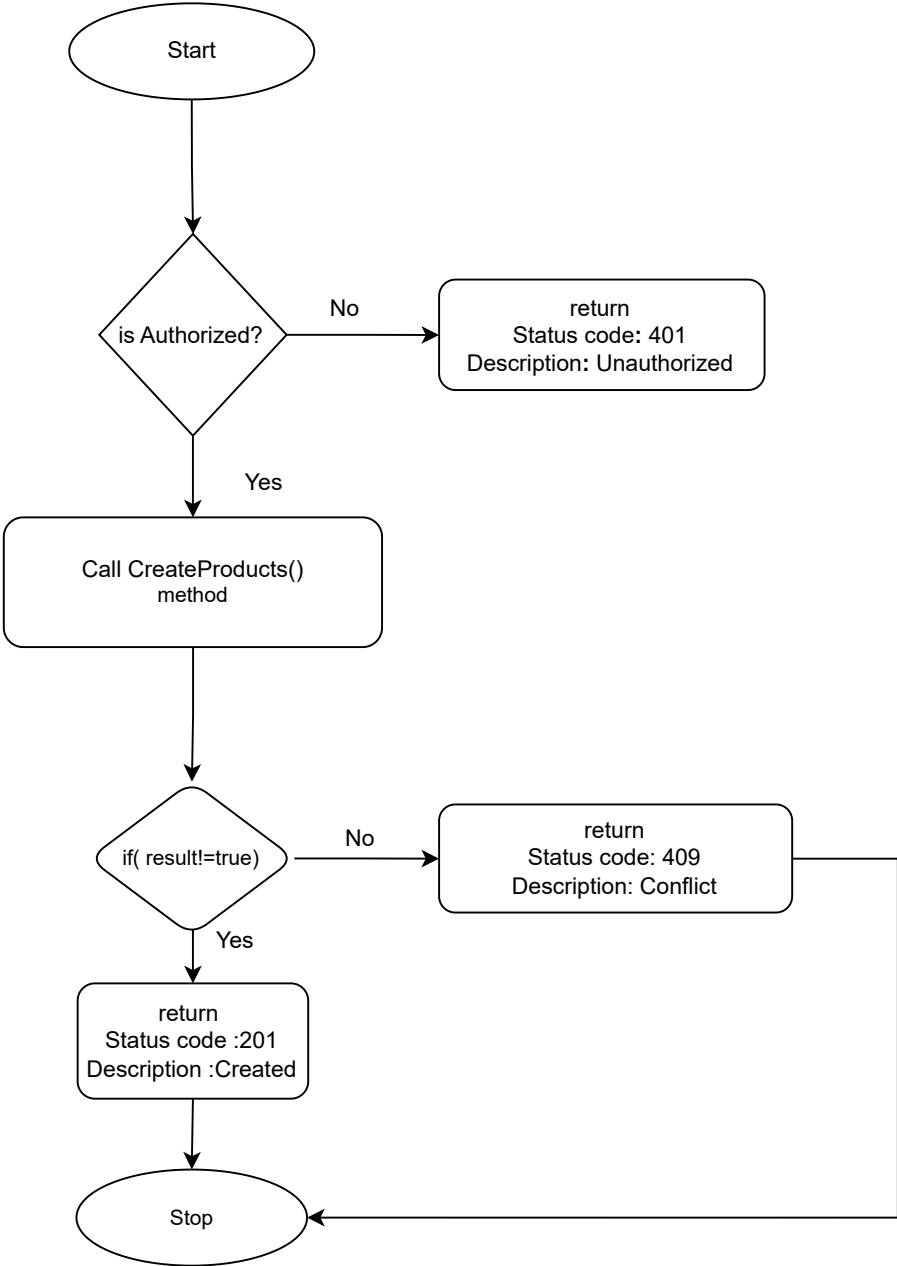 Start
is Authorized?
No
return
Status code: 401
Description: Unauthorized
Yes
Call CreateProducts()
method
if( result!=true)
No
return
Status code: 409
Description: Conflict
Yes
return
Status code :201
Description :Created
Stop